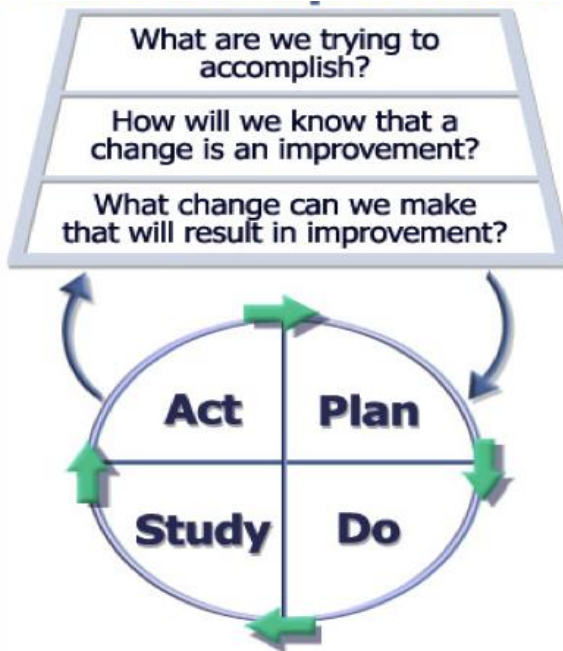 What are we trying to
accomplish?
How will we know that a
change is an improvement?
What change can we make
that will result in improvement?
Act Plan
Study Do